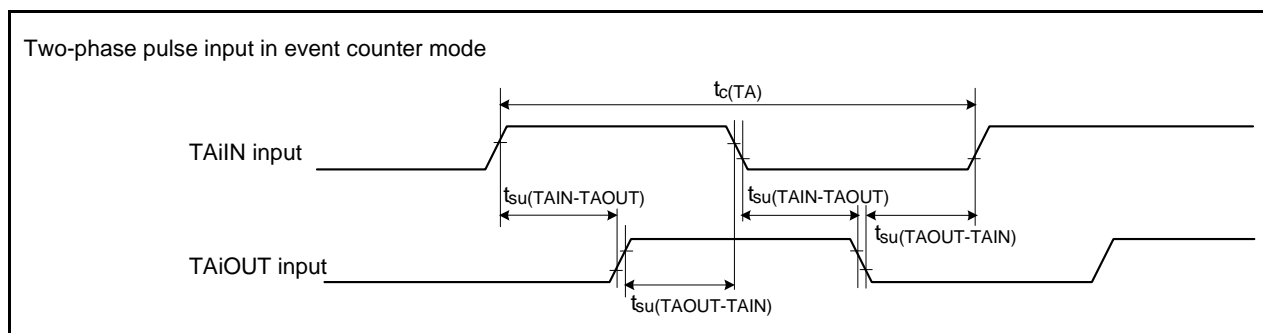 Two-phase pulse input in event counter mode
tc(TA)
TAiIN input
tsu(TAIN-TAOUT)
tsu(TAIN-TAOUT)
tsu(TAOUT-TAIN)
TAiOUT input
tsu(TAOUT-TAIN)